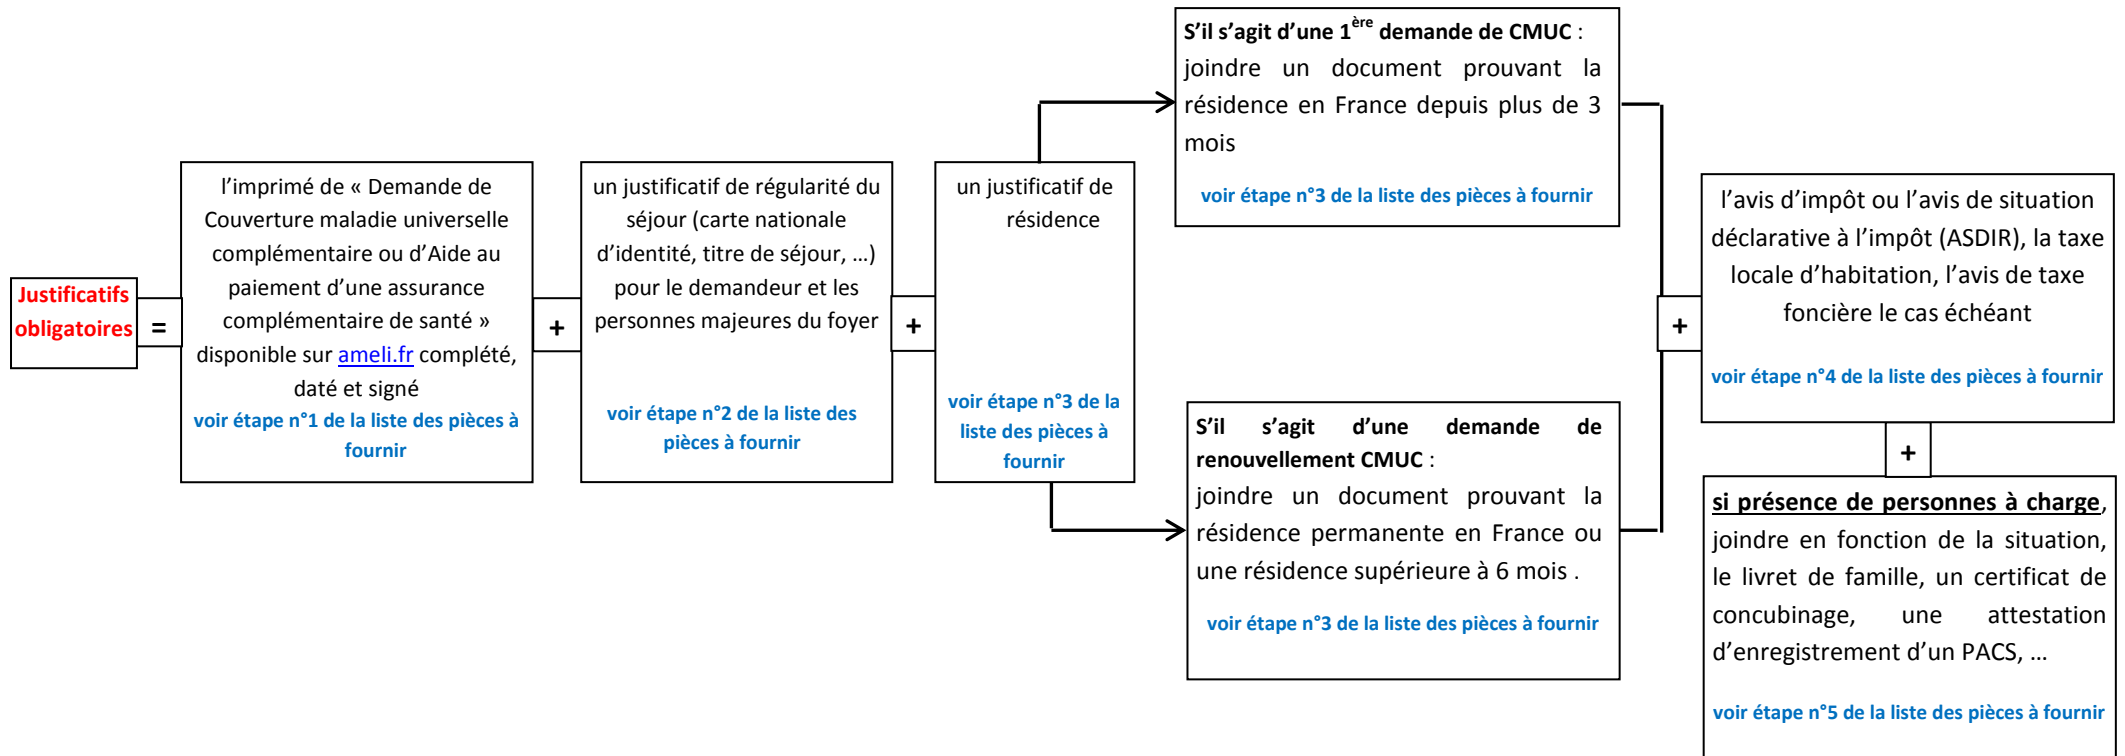 Justificatifs
obligatoires
=
l'imprimé de « Demande de
Couverture maladie universelle
complémentaire ou d'Aide au
paiement d'une assurance
complémentaire de santé »
disponible sur ameli.fr complété,
daté et signé
voir étape n°1 de la liste des pièces à
fournir
+
un justificatif de régularité du
séjour (carte nationale
d'identité, titre de séjour, …)
pour le demandeur et les
personnes majeures du foyer
voir étape n°2 de la liste des
pièces à fournir
+
un justificatif de
résidence
voir étape n°3 de la
liste des pièces à
fournir
S'il s'agit d'une 1ère demande de CMUC :
joindre un document prouvant la
résidence en France depuis plus de 3
mois
voir étape n°3 de la liste des pièces à fournir
S'il s'agit d'une demande de
renouvellement CMUC :
joindre un document prouvant la
résidence permanente en France ou
une résidence supérieure à 6 mois .
voir étape n°3 de la liste des pièces à fournir
+
l'avis d'impôt ou l'avis de situation
déclarative à l'impôt (ASDIR), la taxe
locale d'habitation, l'avis de taxe
foncière le cas échéant
voir étape n°4 de la liste des pièces à fournir
+
si présence de personnes à charge,
joindre en fonction de la situation,
le livret de famille, un certificat de
concubinage, une attestation
d'enregistrement d'un PACS, …
voir étape n°5 de la liste des pièces à fournir